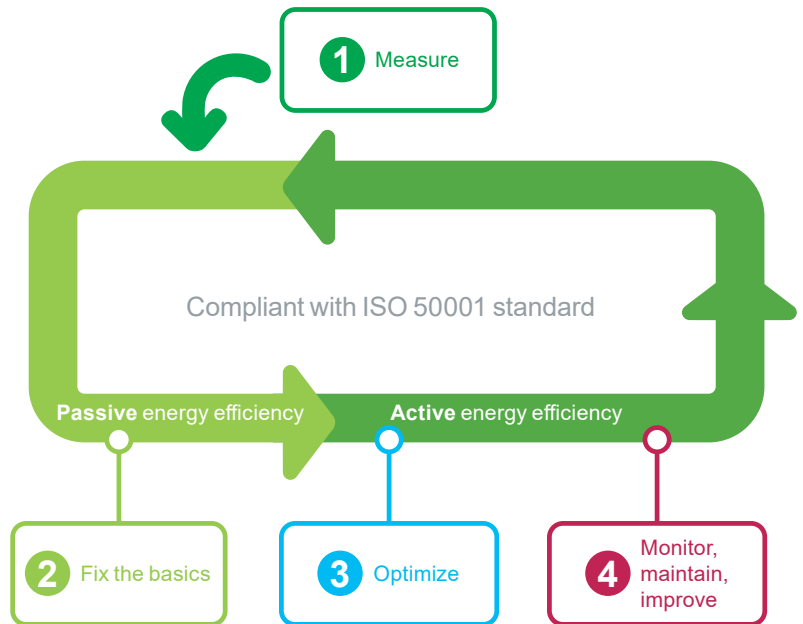 1 Measure
Compliant with ISO 50001 standard
Passive energy efficiency
Active energy efficiency
2 Fix the basics
3 Optimize
4 Monitor,
maintain,
improve